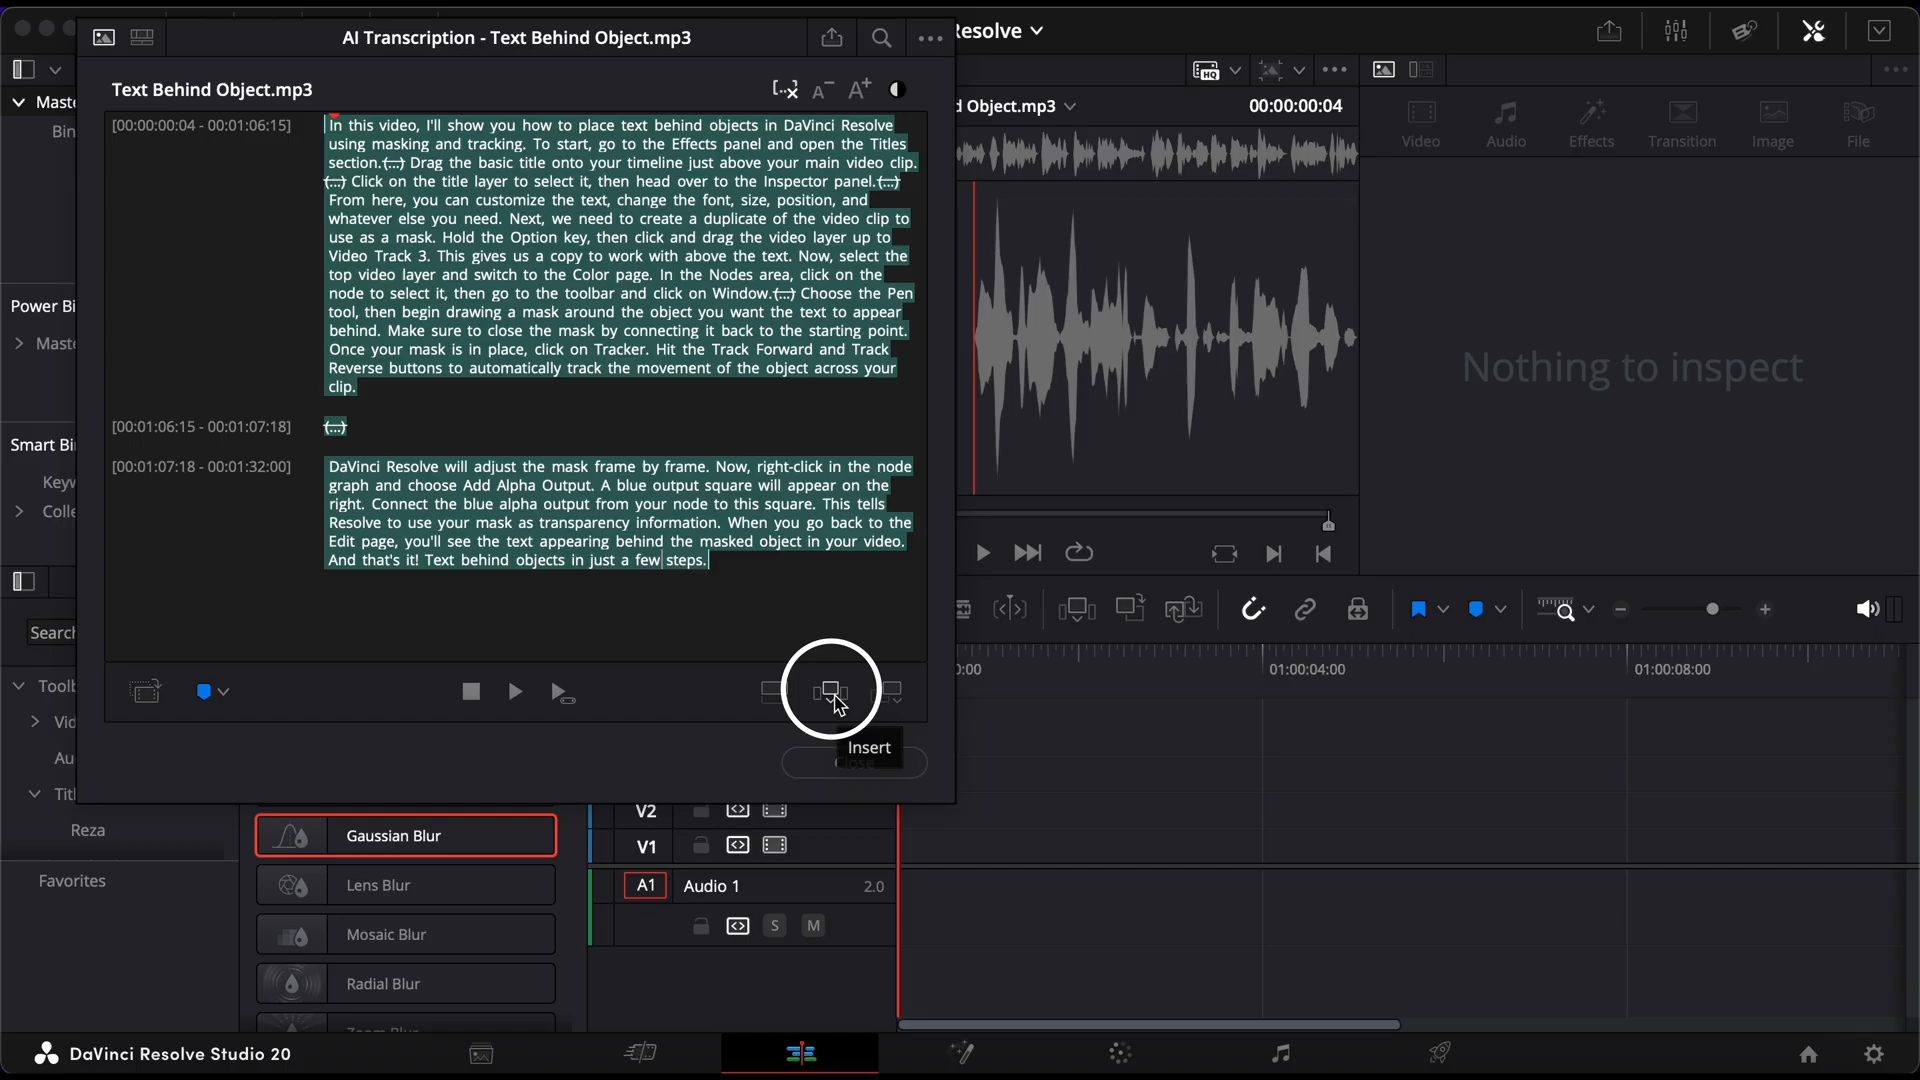 AI Transcription - Text Behind Object.mp3
Resolve
Text Behind Object.mp3
A-
A+
[00:00:00:04 - 00:01:06:15]
In this video, I'll show you how to place text behind objects in DaVinci Resolve
using masking and tracking. To start, go to the Effects panel and open the Titles
section.(...) Drag the basic title onto your timeline just above your main video clip.
(...) Click on the title layer to select it, then head over to the Inspector panel.(...)
From here, you can customize the text, change the font, size, position, and
whatever else you need. Next, we need to create a duplicate of the video clip to
use as a mask. Hold the Option key, then click and drag the video layer up to
Video Track 3. This gives us a copy to work with above the text. Now, select the
top video layer and switch to the Color page. In the Nodes area, click on the
node to select it, then go to the toolbar and click on Window.(...) Choose the Pen
tool, then begin drawing a mask around the object you want the text to appear
behind. Make sure to close the mask by connecting it back to the starting point.
Once your mask is in place, click on Tracker. Hit the Track Forward and Track
Reverse buttons to automatically track the movement of the object across your
clip.
[00:01:06:15 - 00:01:07:18]
(...)
[00:01:07:18 - 00:01:32:00]
DaVinci Resolve will adjust the mask frame by frame. Now, right-click in the node
graph and choose Add Alpha Output. A blue output square will appear on the
right. Connect the blue alpha output from your node to this square. This tells
Resolve to use your mask as transparency information. When you go back to the
Edit page, you'll see the text appearing behind the masked object in your video.
And that's it! Text behind objects in just a few steps.
Insert
Close
HQ
d Object.mp3
00:00:00:04
Video
Audio
Effects
Transition
Image
File
Nothing to inspect
Maste
Bin
Power Bi
Maste
Smart Bi
Keyw
Colle
Search
Toolb
Vid
Au
Titl
Reza
Favorites
Gaussian Blur
Lens Blur
Mosaic Blur
Radial Blur
Zoom Blur
0:00
01:00:04:00
01:00:08:00
V2
V1
A1
Audio 1
2.0
S
M
DaVinci Resolve Studio 20